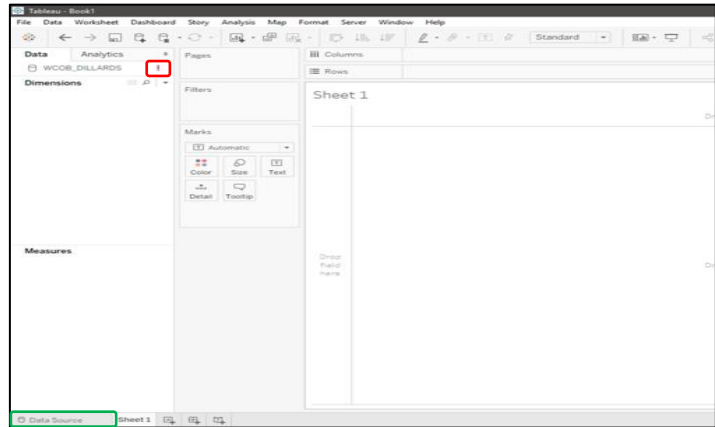 Tableau - Book1
File Data Worksheet Dashboard Story Analysis Map Format Server Window Help
Standard
Data Analytics Pages Columns
WCOB_DILLARDS ! Rows
Dimensions Filters Sheet 1
Marks
Automatic
Color Size Text
Detail Tooltip
Measures
Drop
field
here
Data Source Sheet 1